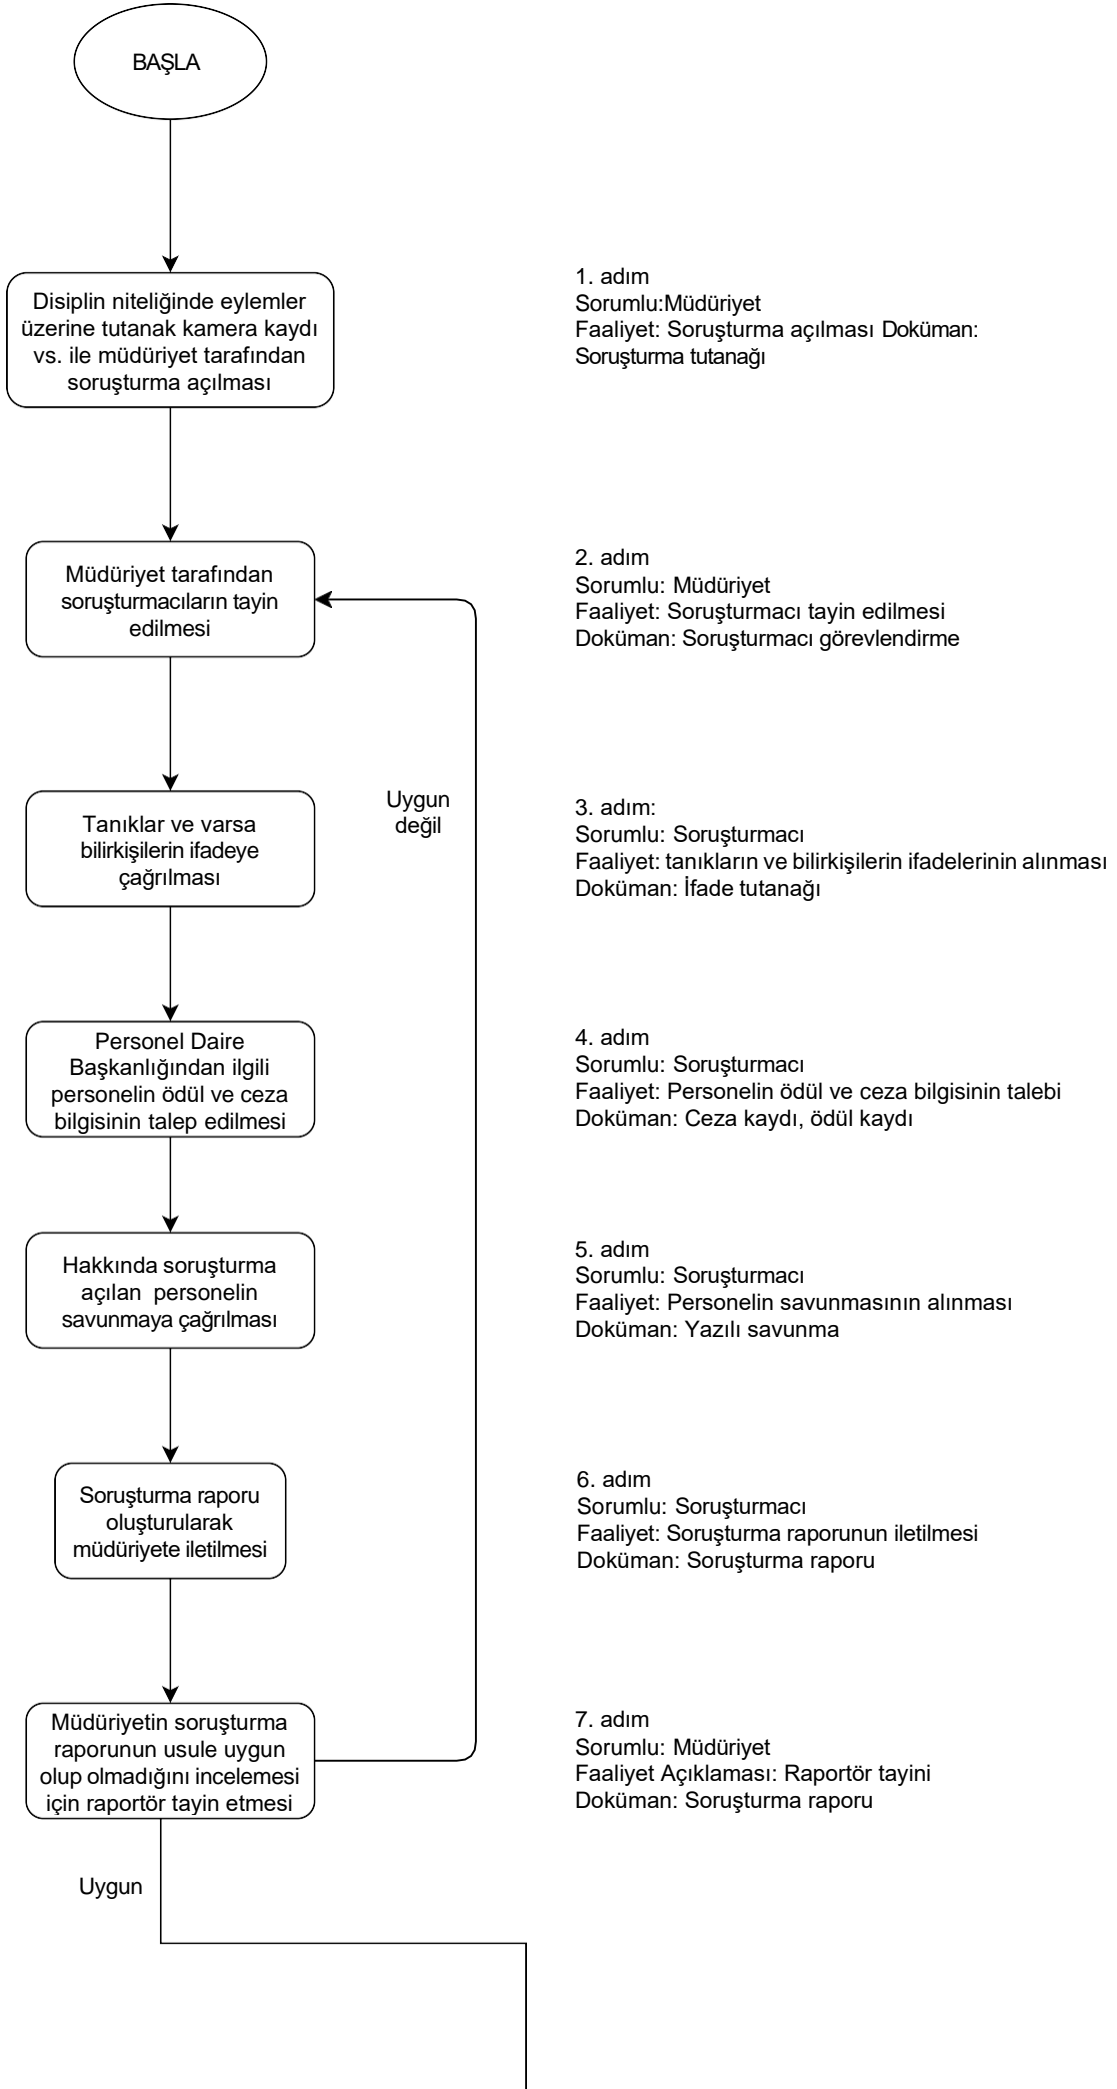 BAŞLA
Disiplin niteliğinde eylemler
üzerine tutanak kamera kaydı
vs. ile müdüriyet tarafından
soruşturma açılması
1. adım
Sorumlu:Müdüriyet
Faaliyet: Soruşturma açılması Doküman:
Soruşturma tutanağı
Müdüriyet tarafından
soruşturmacıların tayin
edilmesi
2. adım
Sorumlu: Müdüriyet
Faaliyet: Soruşturmacı tayin edilmesi
Doküman: Soruşturmacı görevlendirme
Uygun
değil
Tanıklar ve varsa
bilirkişilerin ifadeye
çağrılması
3. adım:
Sorumlu: Soruşturmacı
Faaliyet: tanıkların ve bilirkişilerin ifadelerinin alınması
Doküman: İfade tutanağı
Personel Daire
Başkanlığından ilgili
personelin ödül ve ceza
bilgisinin talep edilmesi
4. adım
Sorumlu: Soruşturmacı
Faaliyet: Personelin ödül ve ceza bilgisinin talebi
Doküman: Ceza kaydı, ödül kaydı
Hakkında soruşturma
açılan  personelin
savunmaya çağrılması
5. adım
Sorumlu: Soruşturmacı
Faaliyet: Personelin savunmasının alınması
Doküman: Yazılı savunma
Soruşturma raporu
oluşturularak
müdüriyete iletilmesi
6. adım
Sorumlu: Soruşturmacı
Faaliyet: Soruşturma raporunun iletilmesi
Doküman: Soruşturma raporu
Müdüriyetin soruşturma
raporunun usule uygun
olup olmadığını incelemesi
için raportör tayin etmesi
7. adım
Sorumlu: Müdüriyet
Faaliyet Açıklaması: Raportör tayini
Doküman: Soruşturma raporu
Uygun